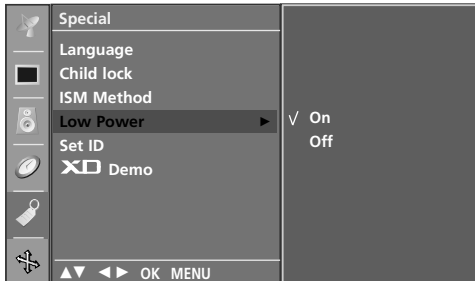 Special
Language
Child lock
ISM Method
Low Power ►
Set ID
XD Demo
√ On
Off
▲▼ ◄► OK MENU